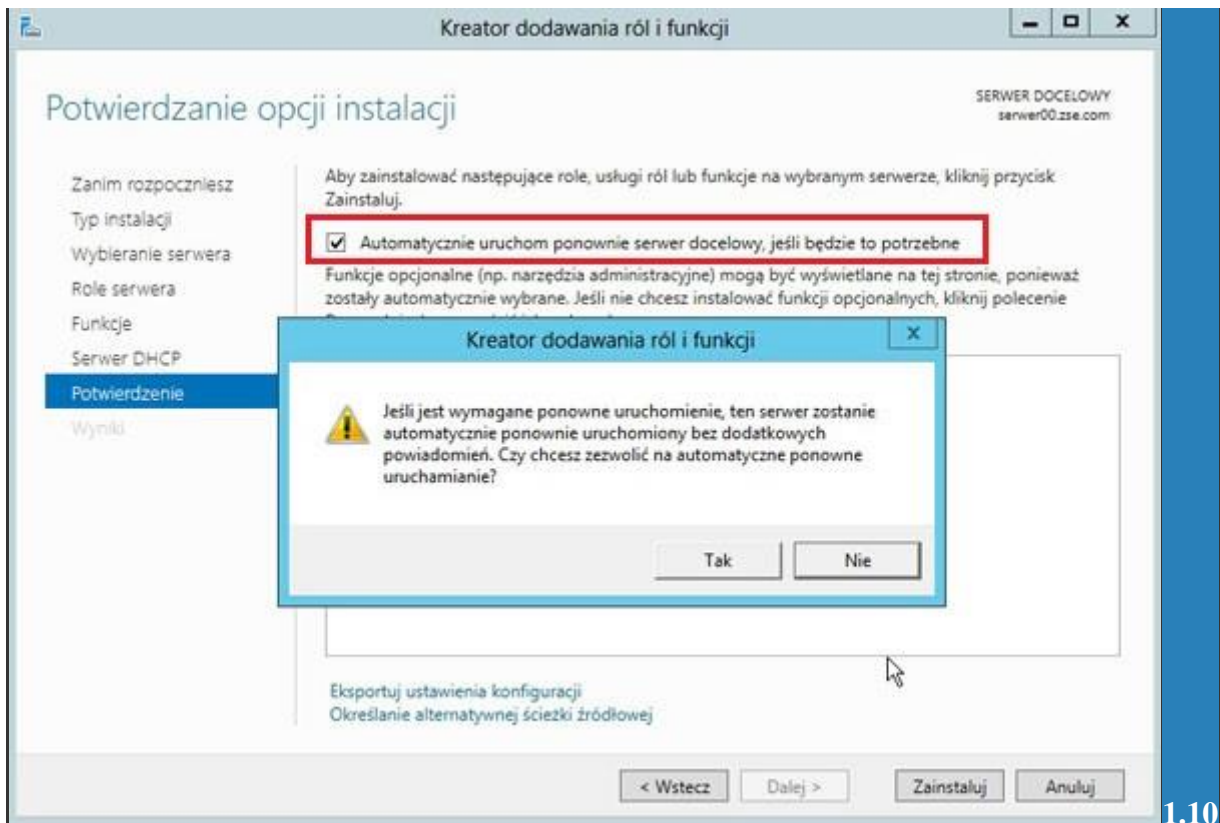 Kreator dodawania ról i funkcji
Potwierdzanie opcji instalacji
SERWER DOCELOWY
serwer00.zse.com
Zanim rozpoczniesz
Typ instalacji
Wybieranie serwera
Role serwera
Funkcje
Serwer DHCP
Potwierdzenie
Wyniki
Aby zainstalować następujące role, usługi ról lub funkcje na wybranym serwerze, kliknij przycisk
Zainstaluj.
Automatycznie uruchom ponownie serwer docelowy, jeśli będzie to potrzebne
Funkcje opcjonalne (np. narzędzia administracyjne) mogą być wyświetlane na tej stronie, ponieważ
zostały automatycznie wybrane. Jeśli nie chcesz instalować funkcji opcjonalnych, kliknij polecenie
Kreator dodawania ról i funkcji
Jeśli jest wymagane ponowne uruchomienie, ten serwer zostanie
automatycznie ponownie uruchomiony bez dodatkowych
powiadomień. Czy chcesz zezwolić na automatyczne ponowne
uruchamianie?
Tak
Nie
Eksportuj ustawienia konfiguracji
Określanie alternatywnej ścieżki źródłowej
< Wstecz
Dalej >
Zainstaluj
Anuluj
1.10